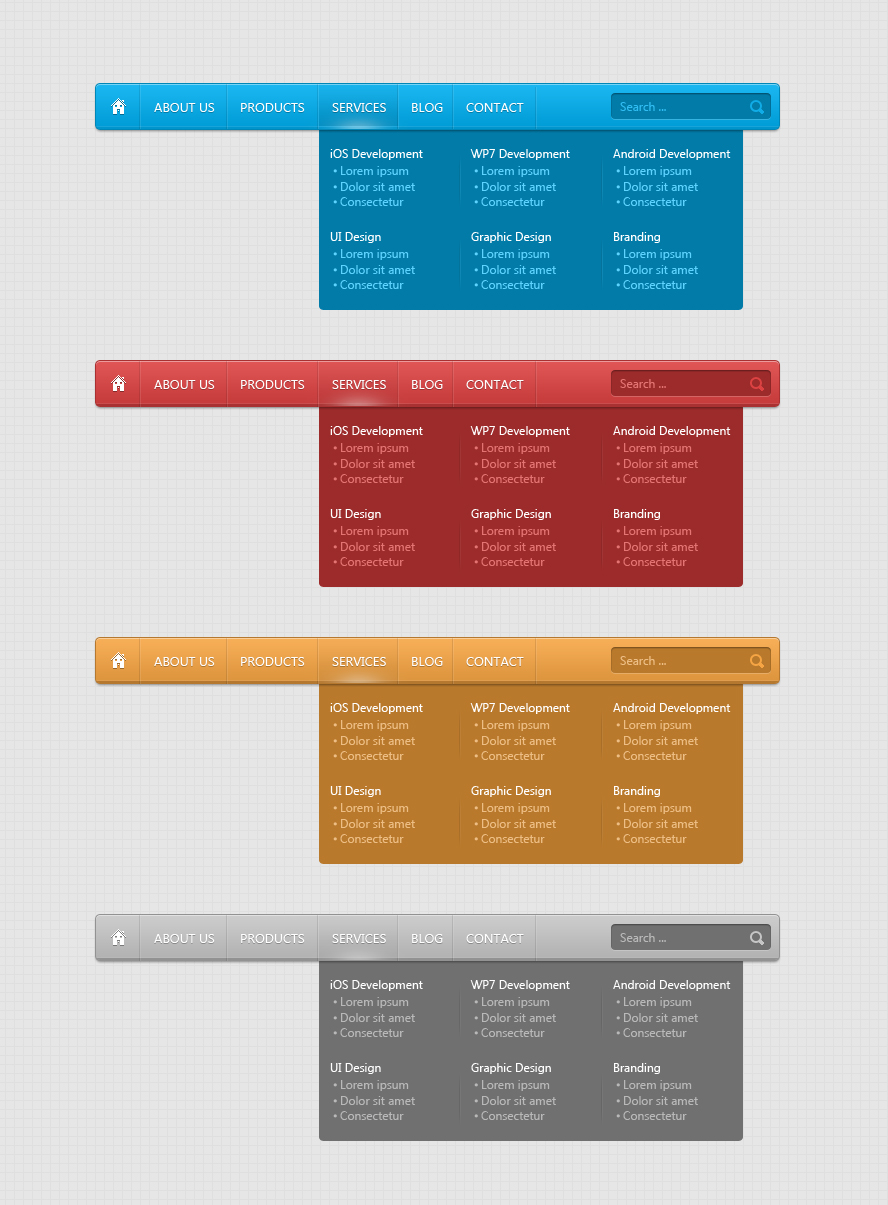 ABOUT US PRODUCTS SERVICES BLOG CONTACT Search ...
iOS Development WP7 Development Android Development
• Lorem ipsum • Lorem ipsum • Lorem ipsum
• Dolor sit amet • Dolor sit amet • Dolor sit amet
• Consectetur • Consectetur • Consectetur
UI Design Graphic Design Branding
• Lorem ipsum • Lorem ipsum • Lorem ipsum
• Dolor sit amet • Dolor sit amet • Dolor sit amet
• Consectetur • Consectetur • Consectetur
ABOUT US PRODUCTS SERVICES BLOG CONTACT Search ...
iOS Development WP7 Development Android Development
• Lorem ipsum • Lorem ipsum • Lorem ipsum
• Dolor sit amet • Dolor sit amet • Dolor sit amet
• Consectetur • Consectetur • Consectetur
UI Design Graphic Design Branding
• Lorem ipsum • Lorem ipsum • Lorem ipsum
• Dolor sit amet • Dolor sit amet • Dolor sit amet
• Consectetur • Consectetur • Consectetur
ABOUT US PRODUCTS SERVICES BLOG CONTACT Search ...
iOS Development WP7 Development Android Development
• Lorem ipsum • Lorem ipsum • Lorem ipsum
• Dolor sit amet • Dolor sit amet • Dolor sit amet
• Consectetur • Consectetur • Consectetur
UI Design Graphic Design Branding
• Lorem ipsum • Lorem ipsum • Lorem ipsum
• Dolor sit amet • Dolor sit amet • Dolor sit amet
• Consectetur • Consectetur • Consectetur
ABOUT US PRODUCTS SERVICES BLOG CONTACT Search ...
iOS Development WP7 Development Android Development
• Lorem ipsum • Lorem ipsum • Lorem ipsum
• Dolor sit amet • Dolor sit amet • Dolor sit amet
• Consectetur • Consectetur • Consectetur
UI Design Graphic Design Branding
• Lorem ipsum • Lorem ipsum • Lorem ipsum
• Dolor sit amet • Dolor sit amet • Dolor sit amet
• Consectetur • Consectetur • Consectetur